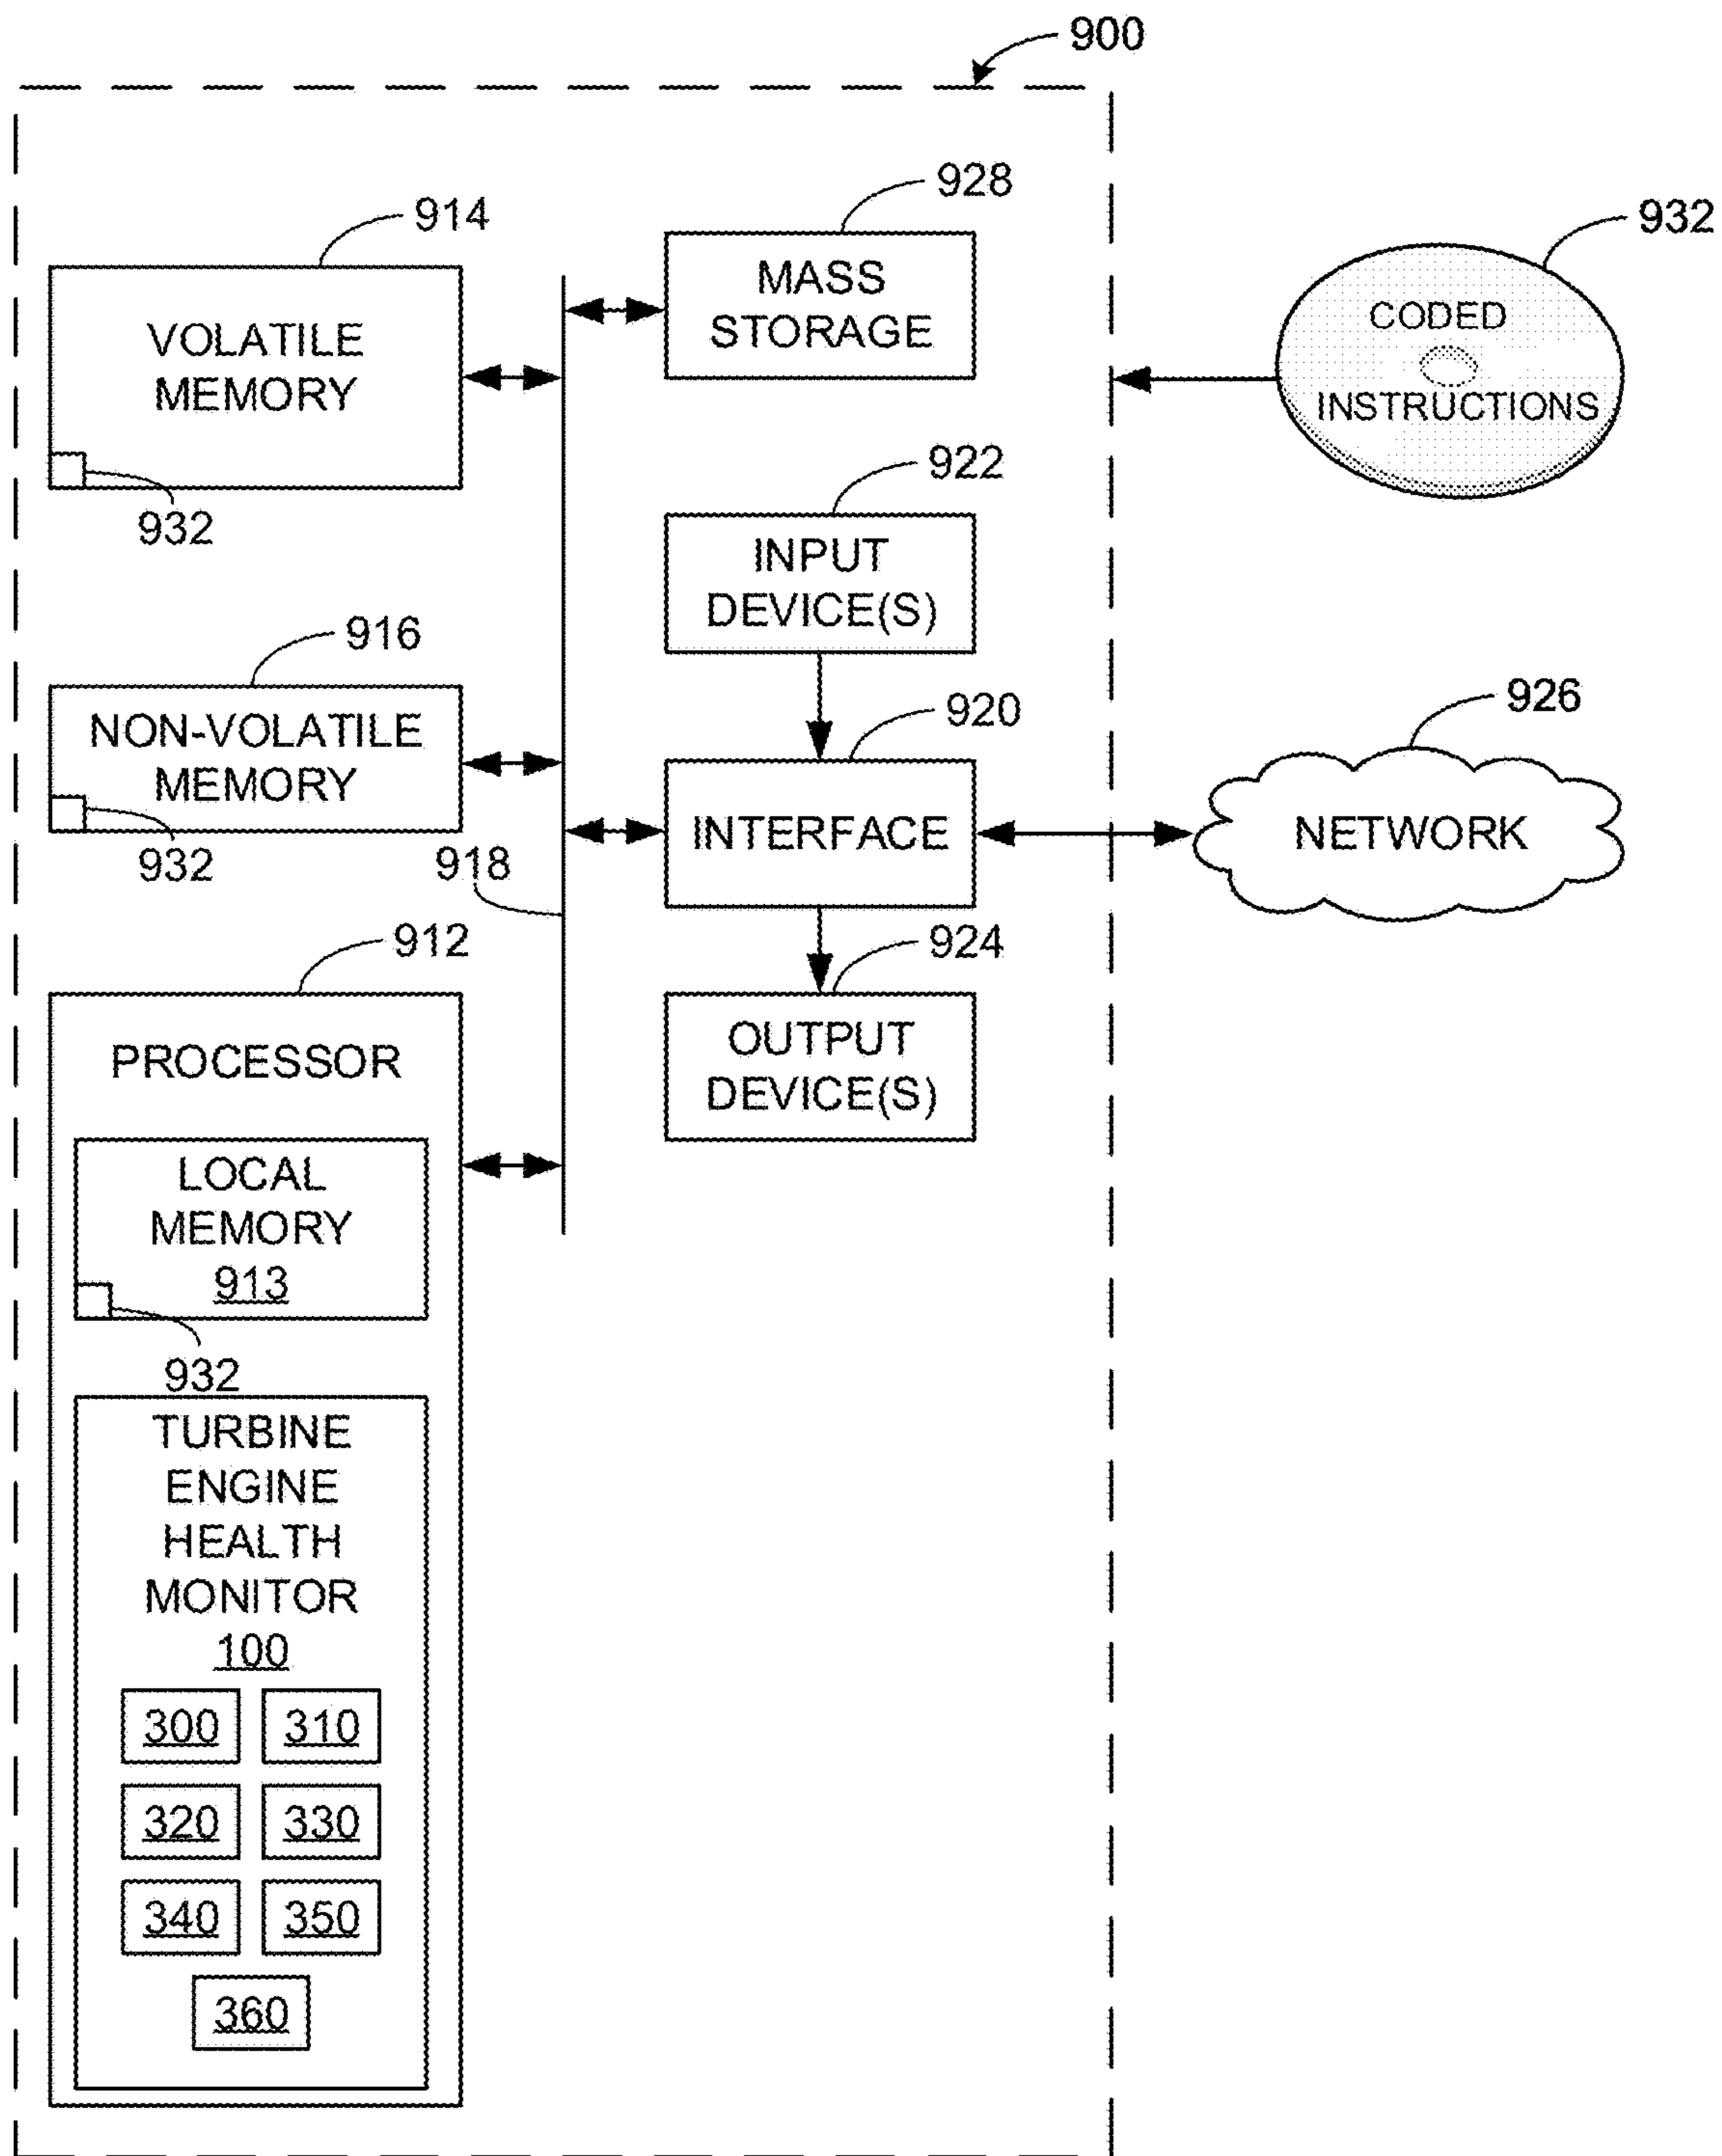 900
928
914
932
MASS
STORAGE
VOLATILE
MEMORY
CODED
INSTRUCTIONS
922
932
INPUT
DEVICE(S)
916
926
920
NON-VOLATILE
MEMORY
INTERFACE
NETWORK
932
918
912
924
PROCESSOR
OUTPUT
DEVICE(S)
LOCAL
MEMORY
913
932
TURBINE
ENGINE
HEALTH
MONITOR
100
300 310
320 330
340 350
360